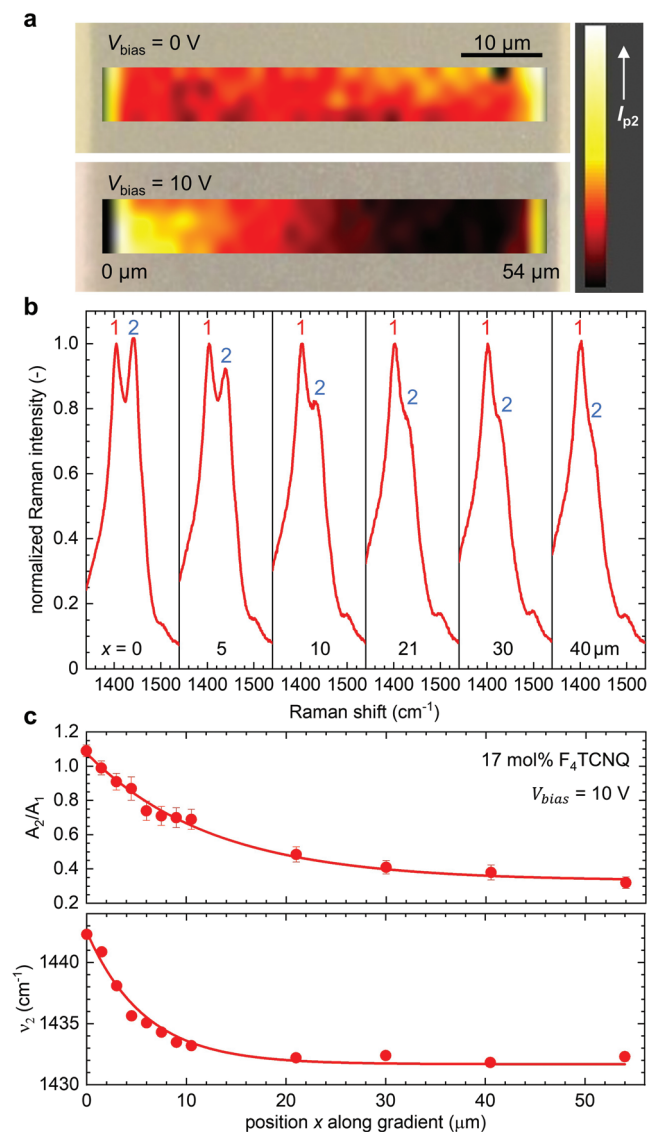 a
V_bias = 0 V
10 µm
I_p2
V_bias = 10 V
0 µm
54 µm
b
1 2 1 2 1 2 1 2 1 2 1 2
normalized Raman intensity (-)
1.0
0.8
0.6
0.4
0.2
0
x = 0 5 10 21 30 40 µm
1400 1500 1400 1500 1400 1500 1400 1500 1400 1500 1400 1500
Raman shift (cm⁻¹)
c
A₂/A₁
1.2
1.0
0.8
0.6
0.4
0.2
17 mol% F₄TCNQ
V_bias = 10 V
ν₂ (cm⁻¹)
1440
1435
1430
0 10 20 30 40 50
position x along gradient (µm)